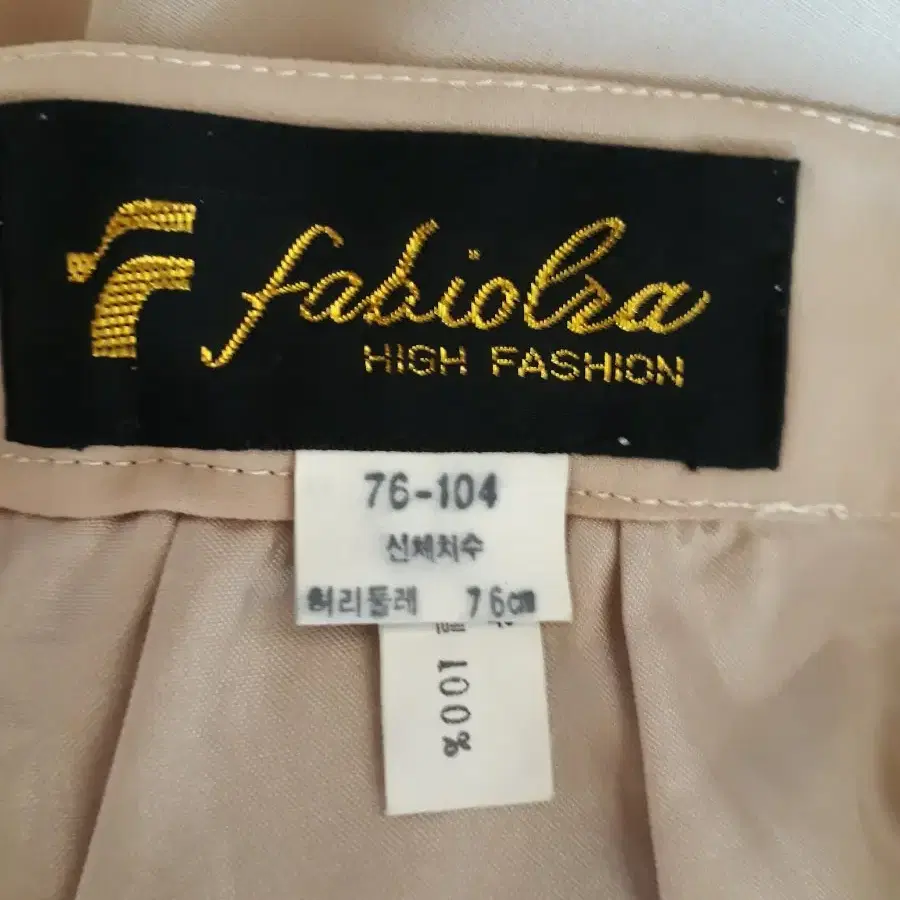 fabiolra
HIGH FASHION
76-104
신체치수
허리둘레 76cm
100%